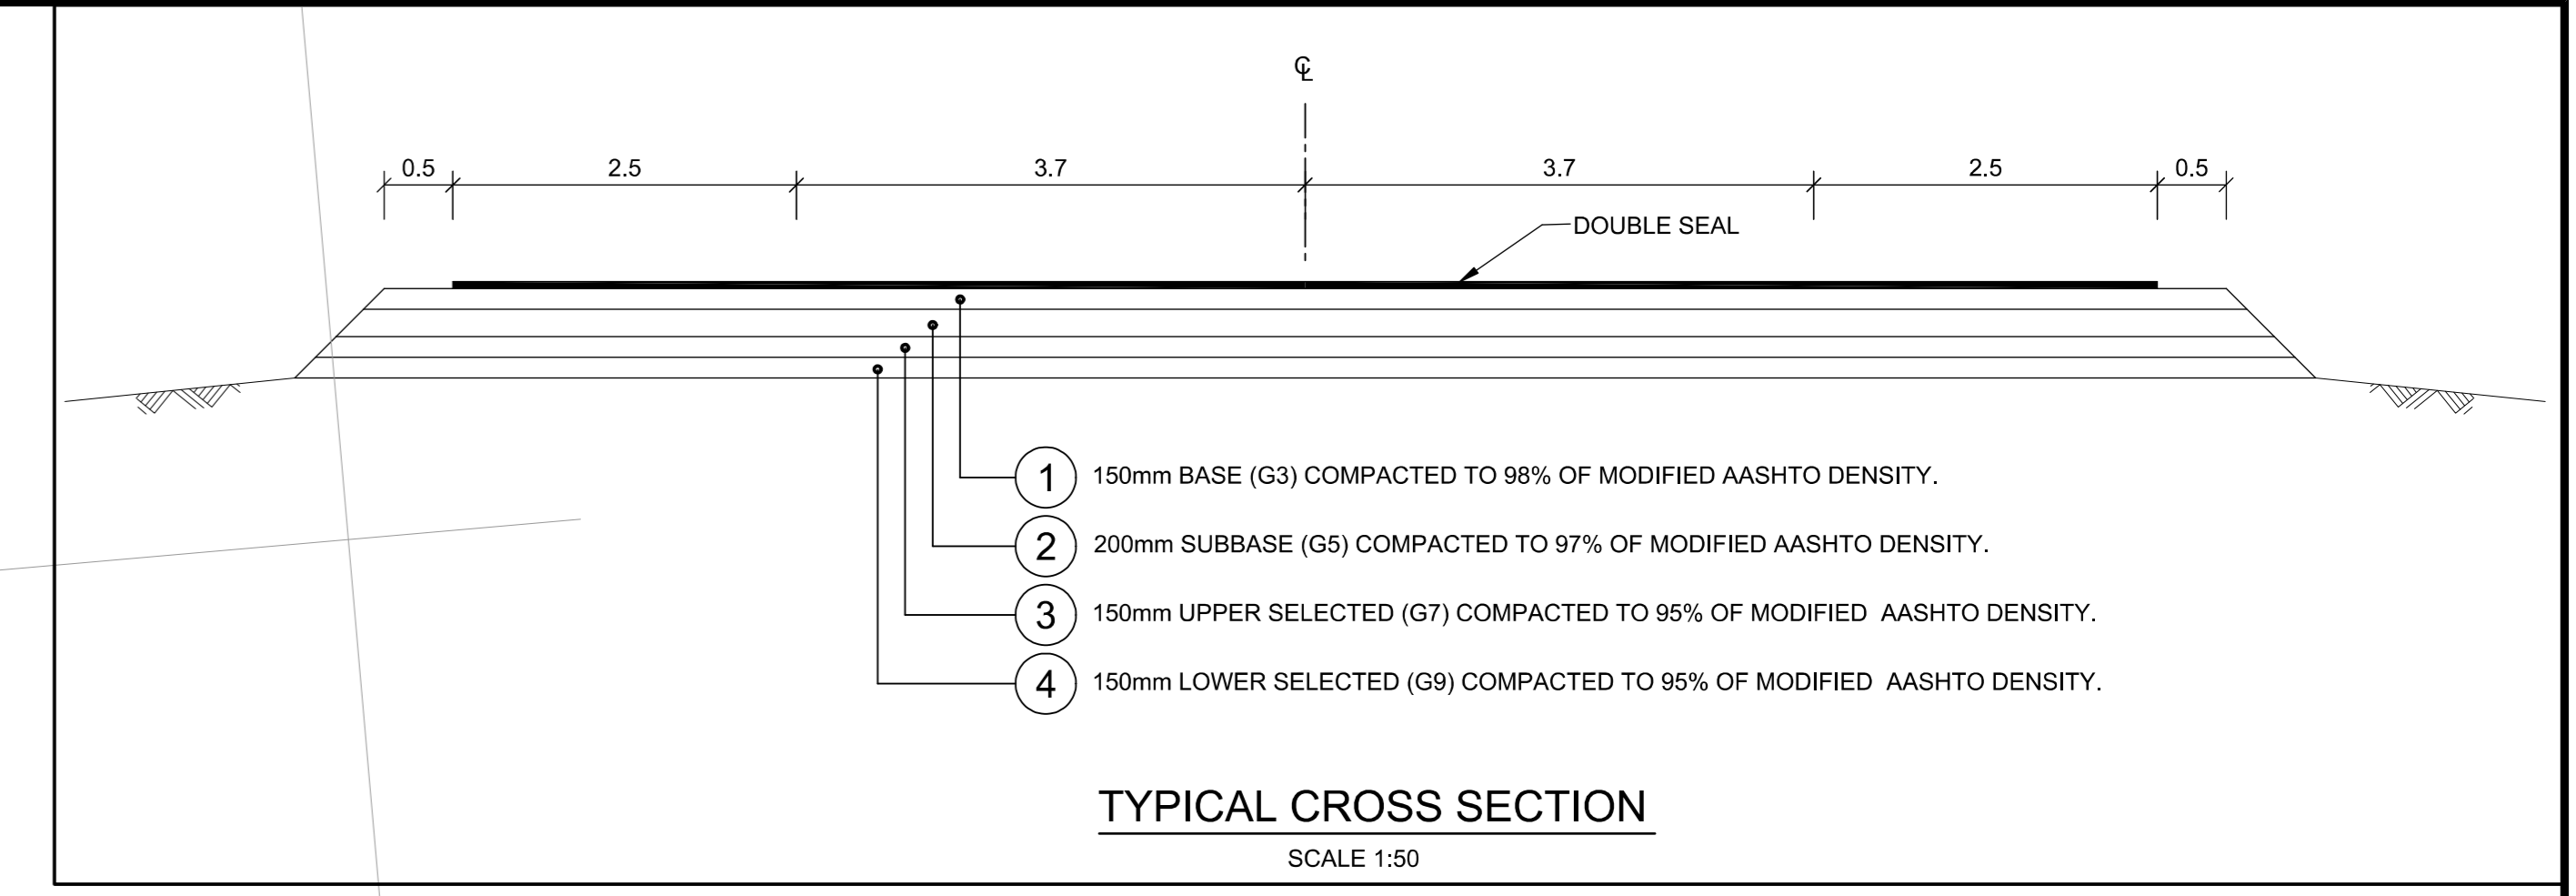 ℄
0.5 2.5 3.7 3.7 2.5 0.5
DOUBLE SEAL
1 150mm BASE (G3) COMPACTED TO 98% OF MODIFIED AASHTO DENSITY.
2 200mm SUBBASE (G5) COMPACTED TO 97% OF MODIFIED AASHTO DENSITY.
3 150mm UPPER SELECTED (G7) COMPACTED TO 95% OF MODIFIED AASHTO DENSITY.
4 150mm LOWER SELECTED (G9) COMPACTED TO 95% OF MODIFIED AASHTO DENSITY.
TYPICAL CROSS SECTION
SCALE 1:50